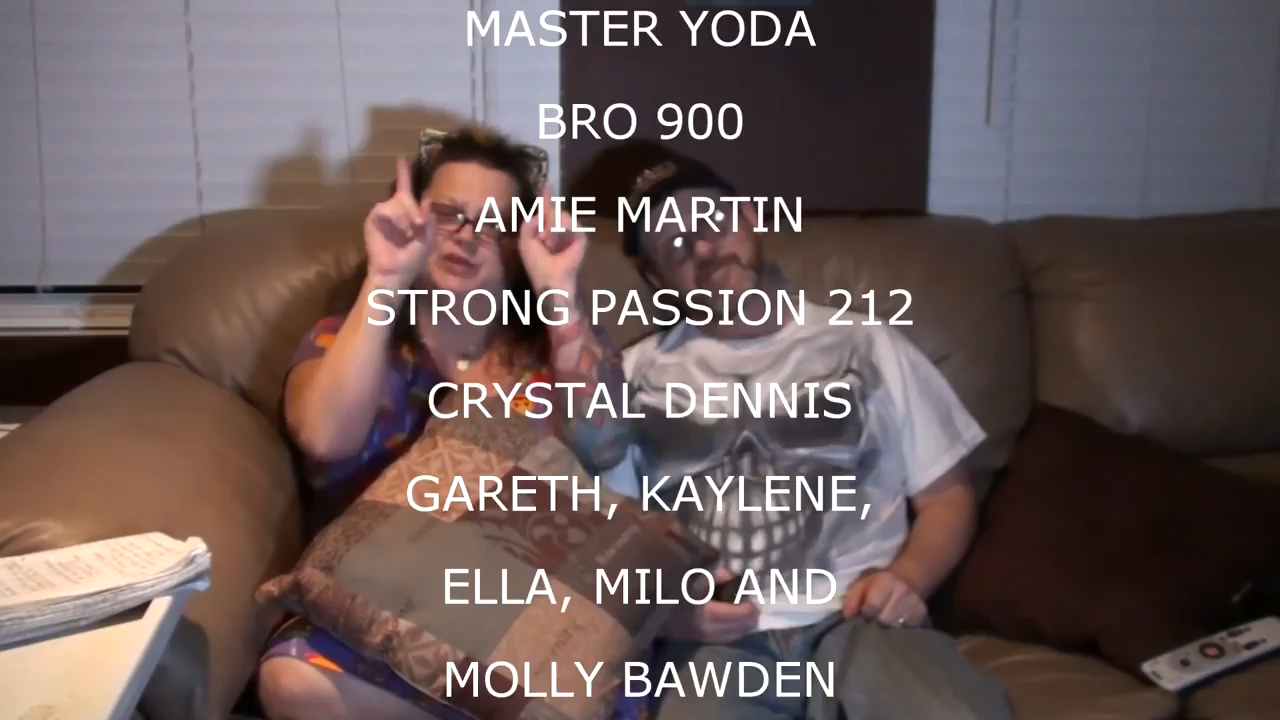 MASTER YODA
BRO 900
AMIE MARTIN
STRONG PASSION 212
CRYSTAL DENNIS
GARETH, KAYLENE,
ELLA, MILO AND
MOLLY BAWDEN